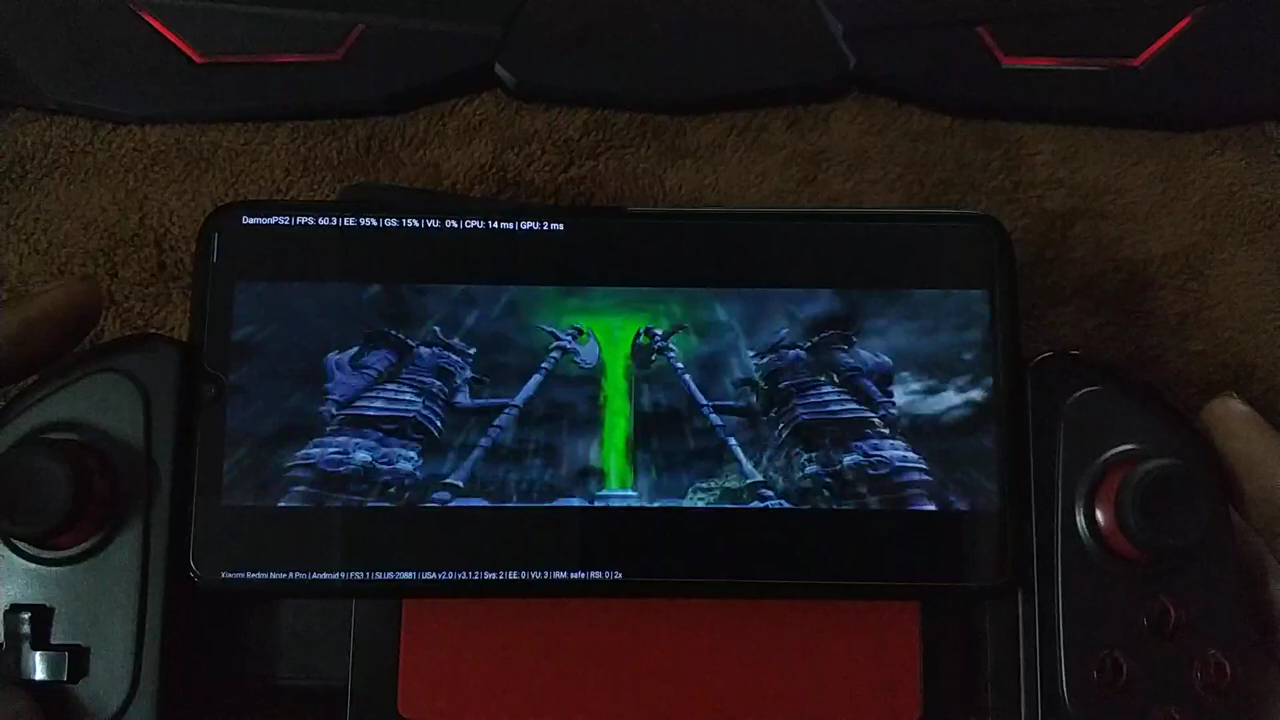 DamonPS2 | FPS: 60.3 | EE: 95% | GS: 15% | VU: 0% | CPU: 14 ms | GPU: 2 ms
Xiaomi Redmi Note 8 Pro | Android 9 | ES3.1 | SLUS-20881 | USA v2.0 | v3.1.2 | Sys: 2 | EE: 0 | VU: 3 | IRM: safe | RSI: 0 | 2x